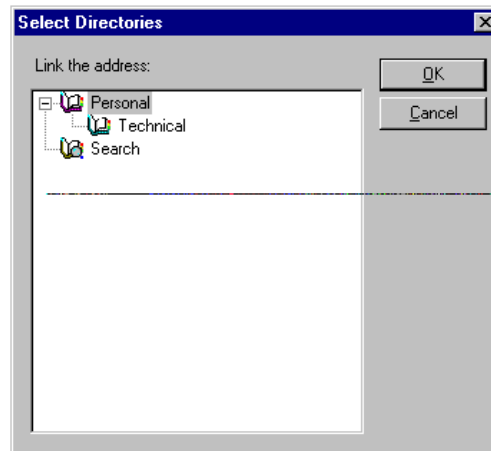 Select Directories
Link the address:
OK
Personal
Cancel
Technical
Search